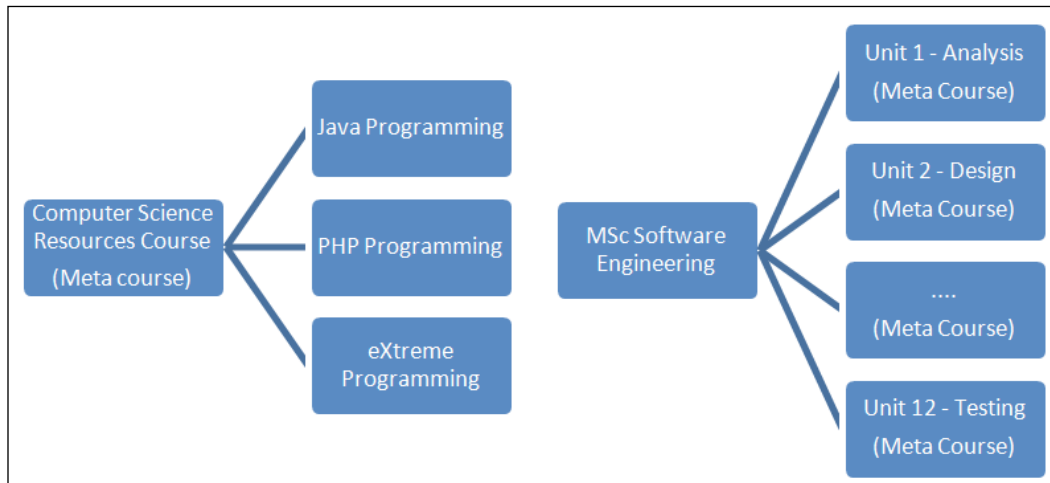 Computer Science
Resources Course
(Meta course)
Java Programming
PHP Programming
eXtreme
Programming
MSc Software
Engineering
Unit 1 - Analysis
(Meta Course)
Unit 2 - Design
(Meta Course)
....
(Meta Course)
Unit 12 - Testing
(Meta Course)